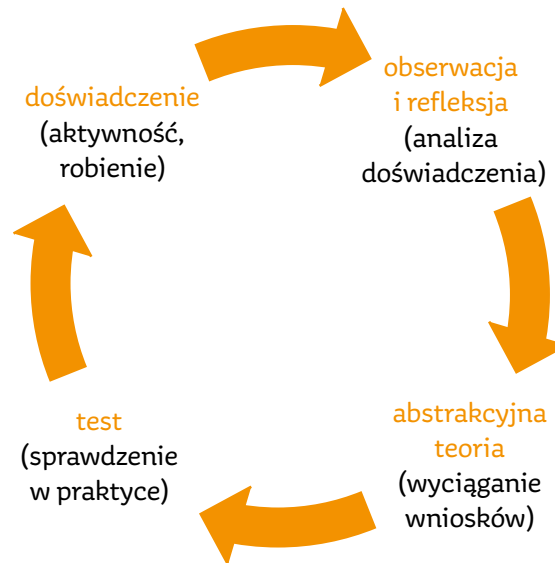 doświadczenie
(aktywność,
robienie)
obserwacja
i refleksja
(analiza
doświadczenia)
abstrakcyjna
teoria
(wyciąganie
wniosków)
test
(sprawdzenie
w praktyce)